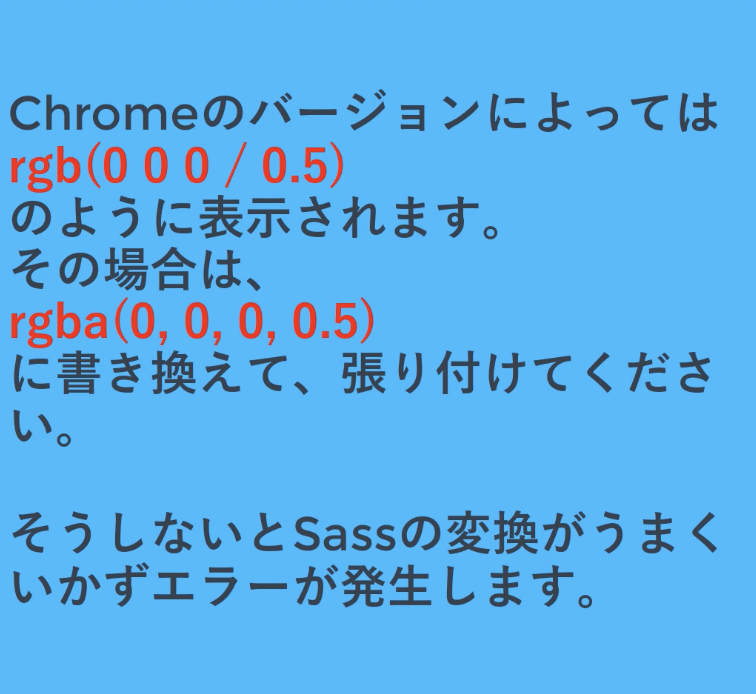 Chromeのバージョンによっては
rgb(0 0 0 / 0.5)
のように表示されます。
その場合は、
rgba(0, 0, 0, 0.5)
に書き換えて、張り付けてくださ
い。
そうしないとSassの変換がうまく
いかずエラーが発生します。